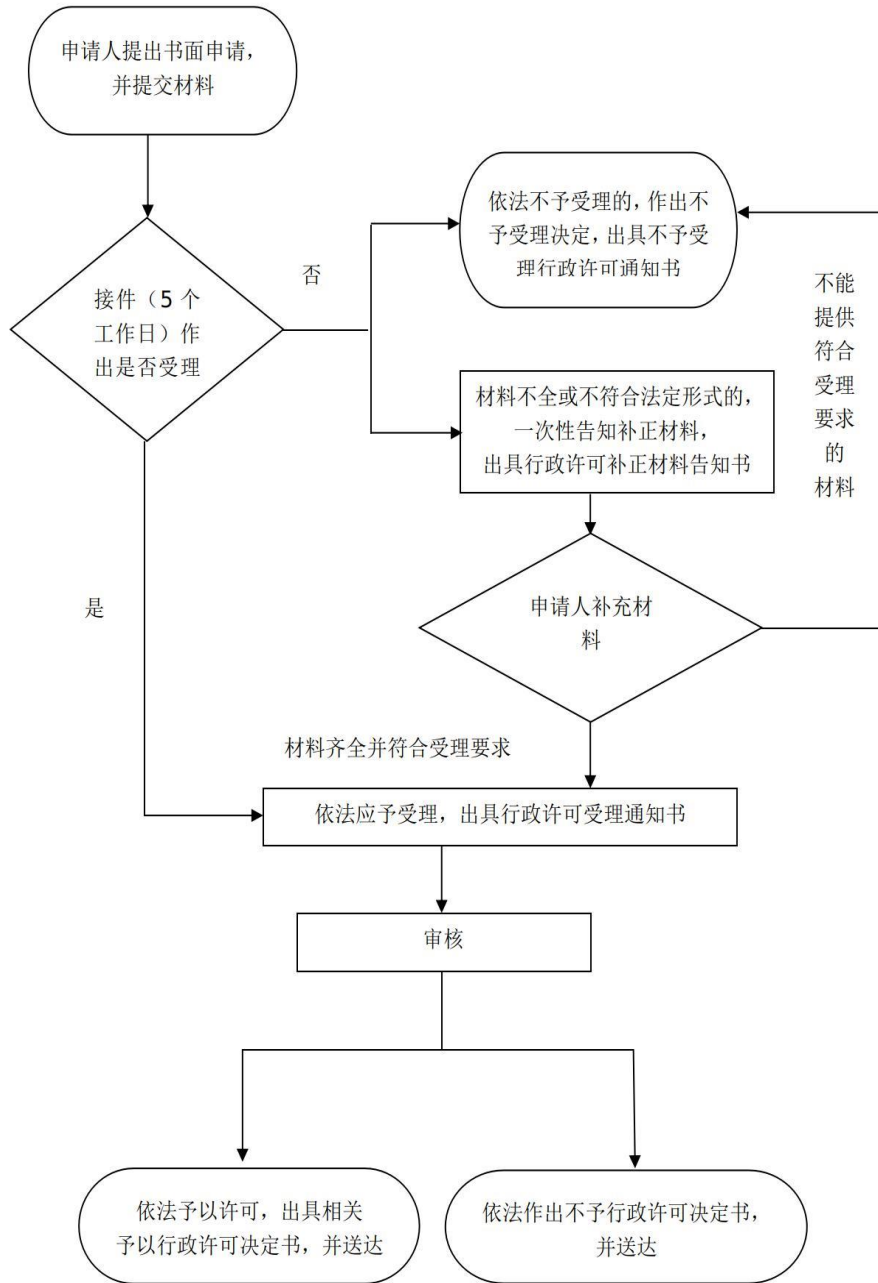 申请人提出书面申请，
并提交材料
依法不予受理的，作出不
予受理决定，出具不予受
理行政许可通知书
否
接件（5 个
工作日）作
出是否受理
不能
提供
符合
受理
要求
的
材料
材料不全或不符合法定形式的，
一次性告知补正材料，
出具行政许可补正材料告知书
是
申请人补充材
料
材料齐全并符合受理要求
依法应予受理，出具行政许可受理通知书
审核
依法予以许可，出具相关
予以行政许可决定书，并送达
依法作出不予行政许可决定书，
并送达